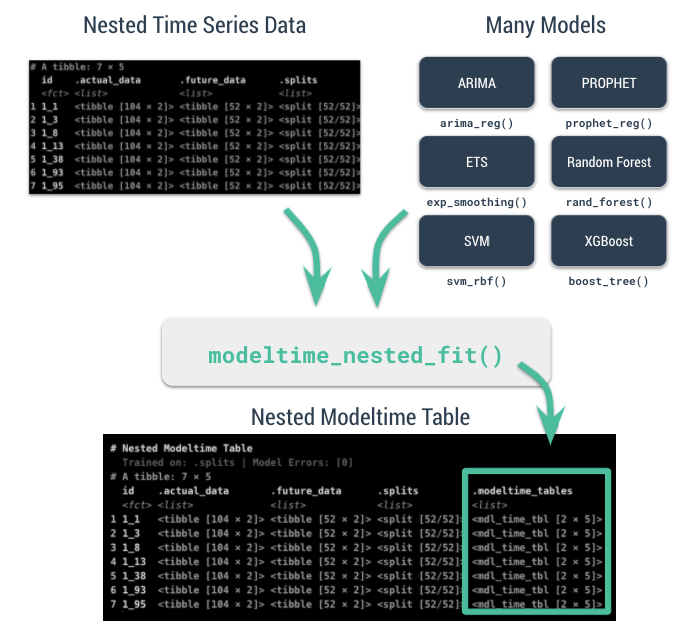 Nested Time Series Data
# A tibble: 7 × 5
id .actual_data .future_data .splits
<fct> <list> <list> <list>
1 1_1 <tibble [104 × 2]> <tibble [52 × 2]> <split [52/52]>
2 1_3 <tibble [104 × 2]> <tibble [52 × 2]> <split [52/52]>
3 1_8 <tibble [104 × 2]> <tibble [52 × 2]> <split [52/52]>
4 1_13 <tibble [104 × 2]> <tibble [52 × 2]> <split [52/52]>
5 1_38 <tibble [104 × 2]> <tibble [52 × 2]> <split [52/52]>
6 1_93 <tibble [104 × 2]> <tibble [52 × 2]> <split [52/52]>
7 1_95 <tibble [104 × 2]> <tibble [52 × 2]> <split [52/52]>
Many Models
ARIMA PROPHET
arima_reg() prophet_reg()
ETS Random Forest
exp_smoothing() rand_forest()
SVM XGBoost
svm_rbf() boost_tree()
modeltime_nested_fit()
Nested Modeltime Table
# Nested Modeltime Table
Trained on: .splits | Model Errors: [0]
# A tibble: 7 × 5
id .actual_data .future_data .splits .modeltime_tables
<fct> <list> <list> <list> <list>
1 1_1 <tibble [104 × 2]> <tibble [52 × 2]> <split [52/52]> <mdl_time_tbl [2 × 5]>
2 1_3 <tibble [104 × 2]> <tibble [52 × 2]> <split [52/52]> <mdl_time_tbl [2 × 5]>
3 1_8 <tibble [104 × 2]> <tibble [52 × 2]> <split [52/52]> <mdl_time_tbl [2 × 5]>
4 1_13 <tibble [104 × 2]> <tibble [52 × 2]> <split [52/52]> <mdl_time_tbl [2 × 5]>
5 1_38 <tibble [104 × 2]> <tibble [52 × 2]> <split [52/52]> <mdl_time_tbl [2 × 5]>
6 1_93 <tibble [104 × 2]> <tibble [52 × 2]> <split [52/52]> <mdl_time_tbl [2 × 5]>
7 1_95 <tibble [104 × 2]> <tibble [52 × 2]> <split [52/52]> <mdl_time_tbl [2 × 5]>